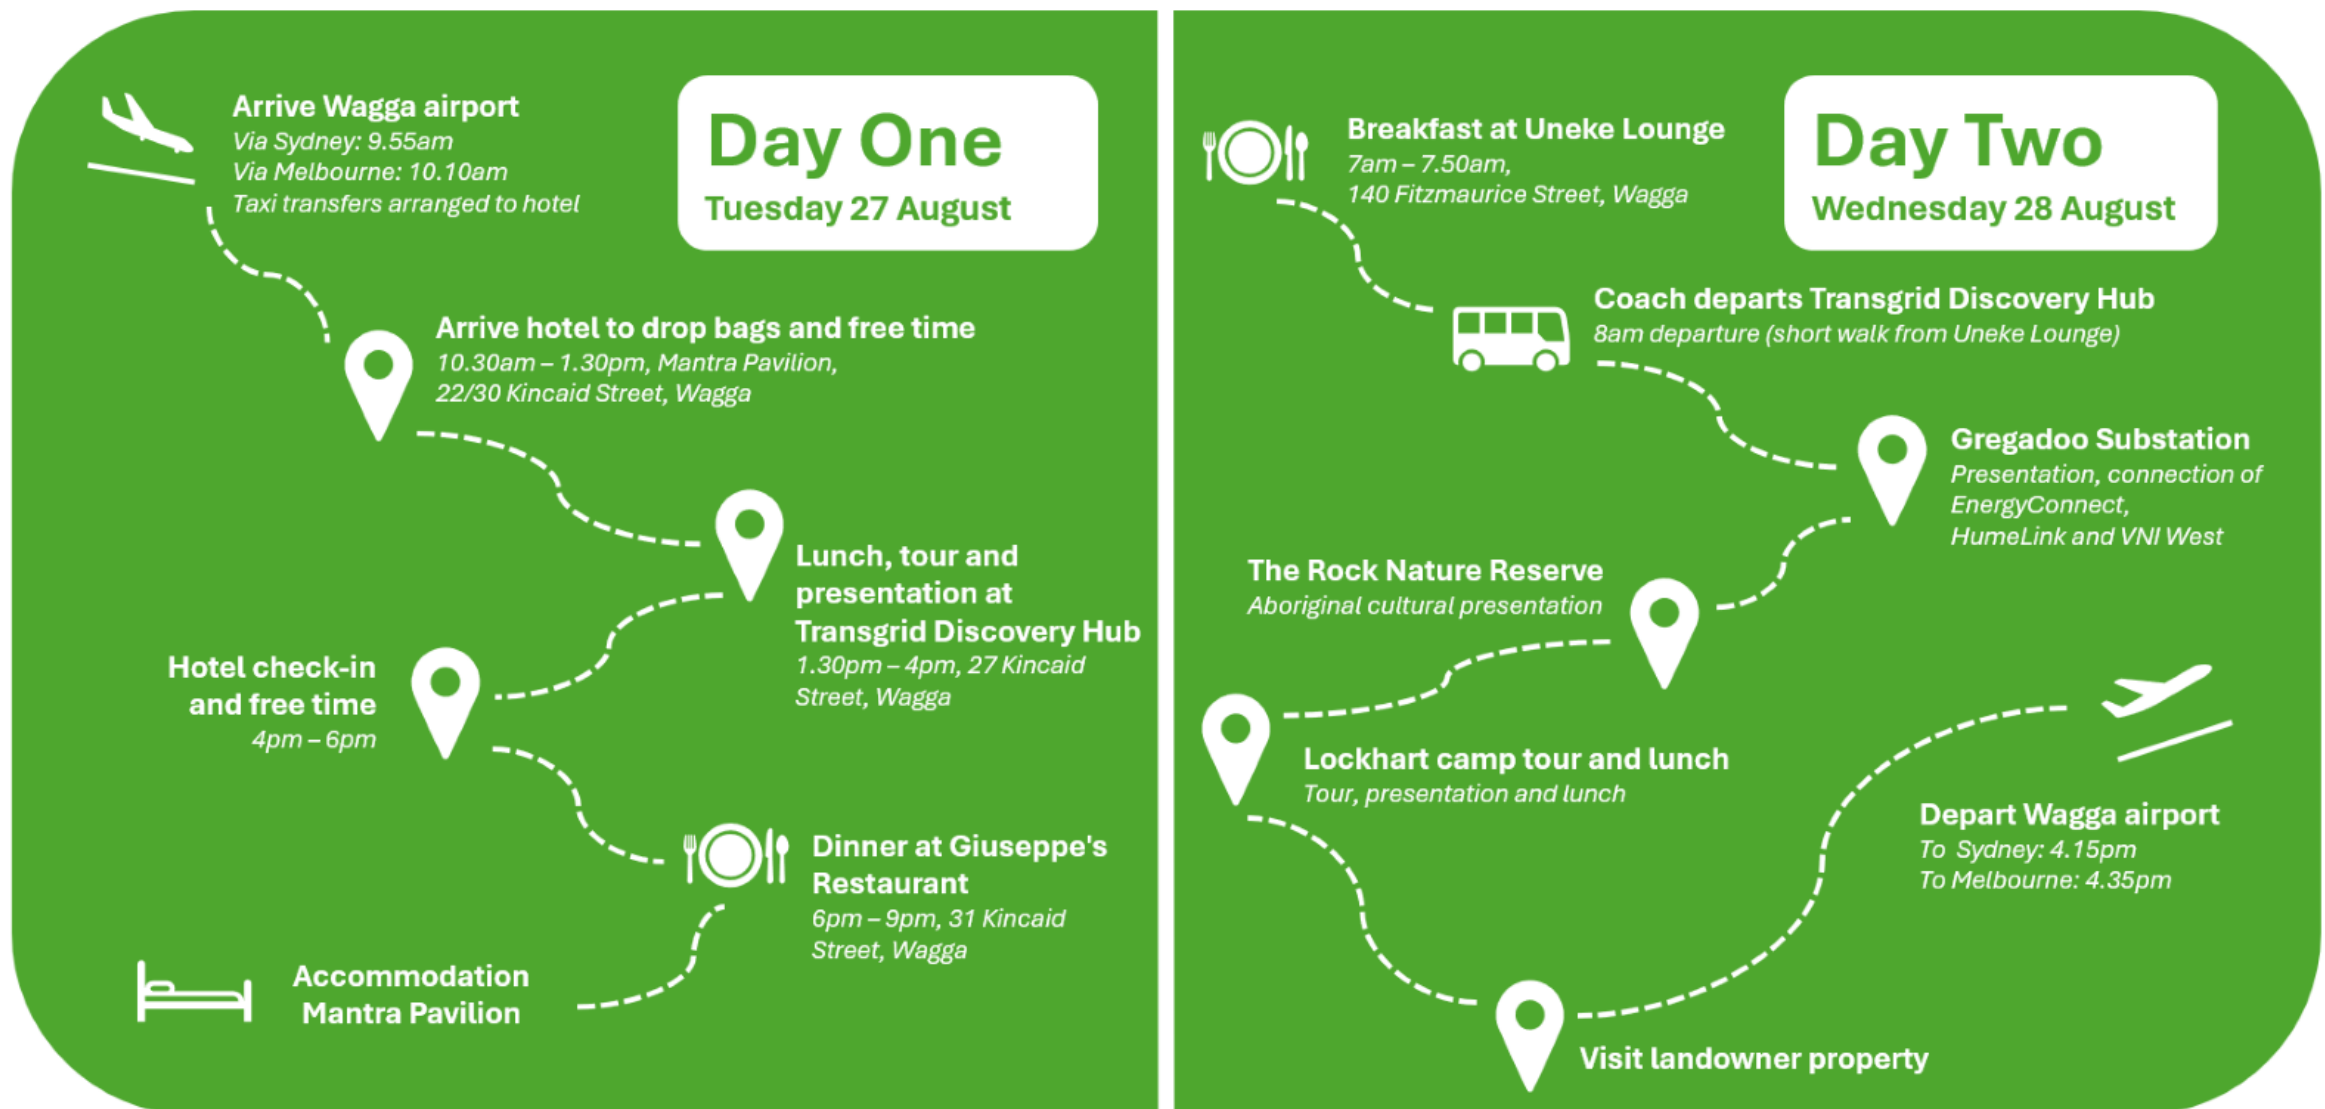 Day One
Tuesday 27 August
Arrive Wagga airport
Via Sydney: 9.55am
Via Melbourne: 10.10am
Taxi transfers arranged to hotel
Arrive hotel to drop bags and free time
10.30am – 1.30pm, Mantra Pavilion,
22/30 Kincaid Street, Wagga
Lunch, tour and
presentation at
Transgrid Discovery Hub
1.30pm – 4pm, 27 Kincaid
Street, Wagga
Hotel check-in
and free time
4pm – 6pm
Dinner at Giuseppe's
Restaurant
6pm – 9pm, 31 Kincaid
Street, Wagga
Accommodation
Mantra Pavilion
Day Two
Wednesday 28 August
Breakfast at Uneke Lounge
7am – 7.50am,
140 Fitzmaurice Street, Wagga
Coach departs Transgrid Discovery Hub
8am departure (short walk from Uneke Lounge)
Gregadoo Substation
Presentation, connection of
EnergyConnect,
HumeLink and VNI West
The Rock Nature Reserve
Aboriginal cultural presentation
Lockhart camp tour and lunch
Tour, presentation and lunch
Visit landowner property
Depart Wagga airport
To Sydney: 4.15pm
To Melbourne: 4.35pm